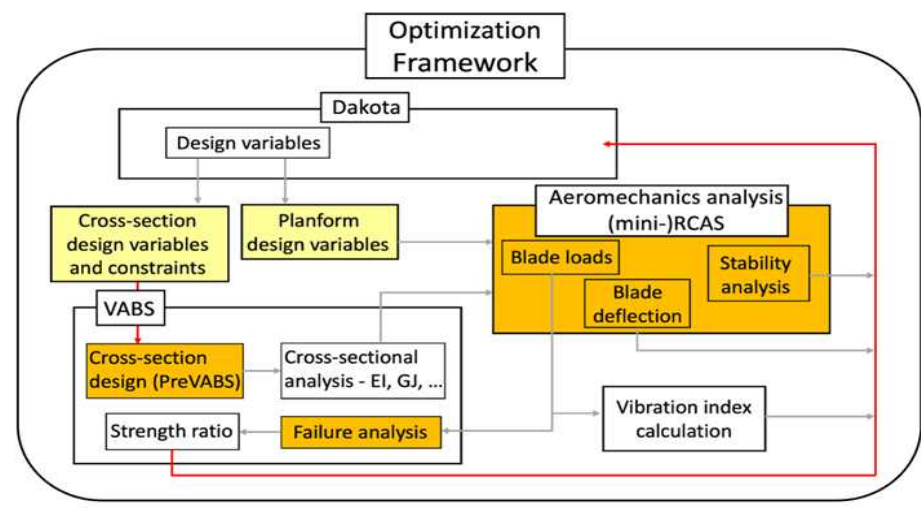 Optimization
Framework
Dakota
Design variables
Cross-section
design variables
and constraints
Planform
design variables
Aeromechanics analysis
(mini-)RCAS
Blade loads
Stability
analysis
Blade
deflection
VABS
Cross-section
design (PreVABS)
Cross-sectional
analysis - EI, GJ, ...
Strength ratio
Failure analysis
Vibration index
calculation